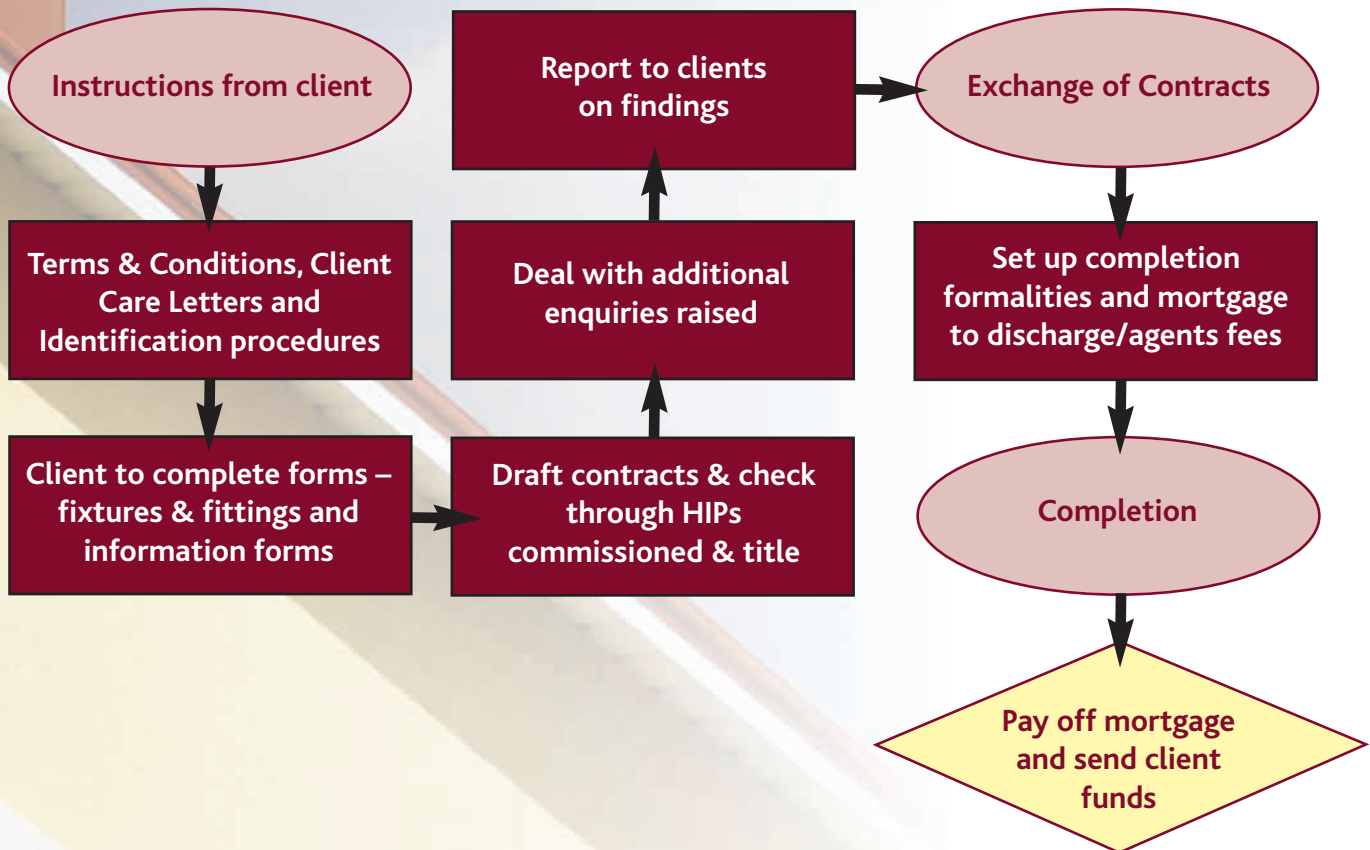 Instructions from client
Terms & Conditions, Client
Care Letters and
Identification procedures
Client to complete forms –
fixtures & fittings and
information forms
Draft contracts & check
through HIPs
commissioned & title
Deal with additional
enquiries raised
Report to clients
on findings
Exchange of Contracts
Set up completion
formalities and mortgage
to discharge/agents fees
Completion
Pay off mortgage
and send client
funds